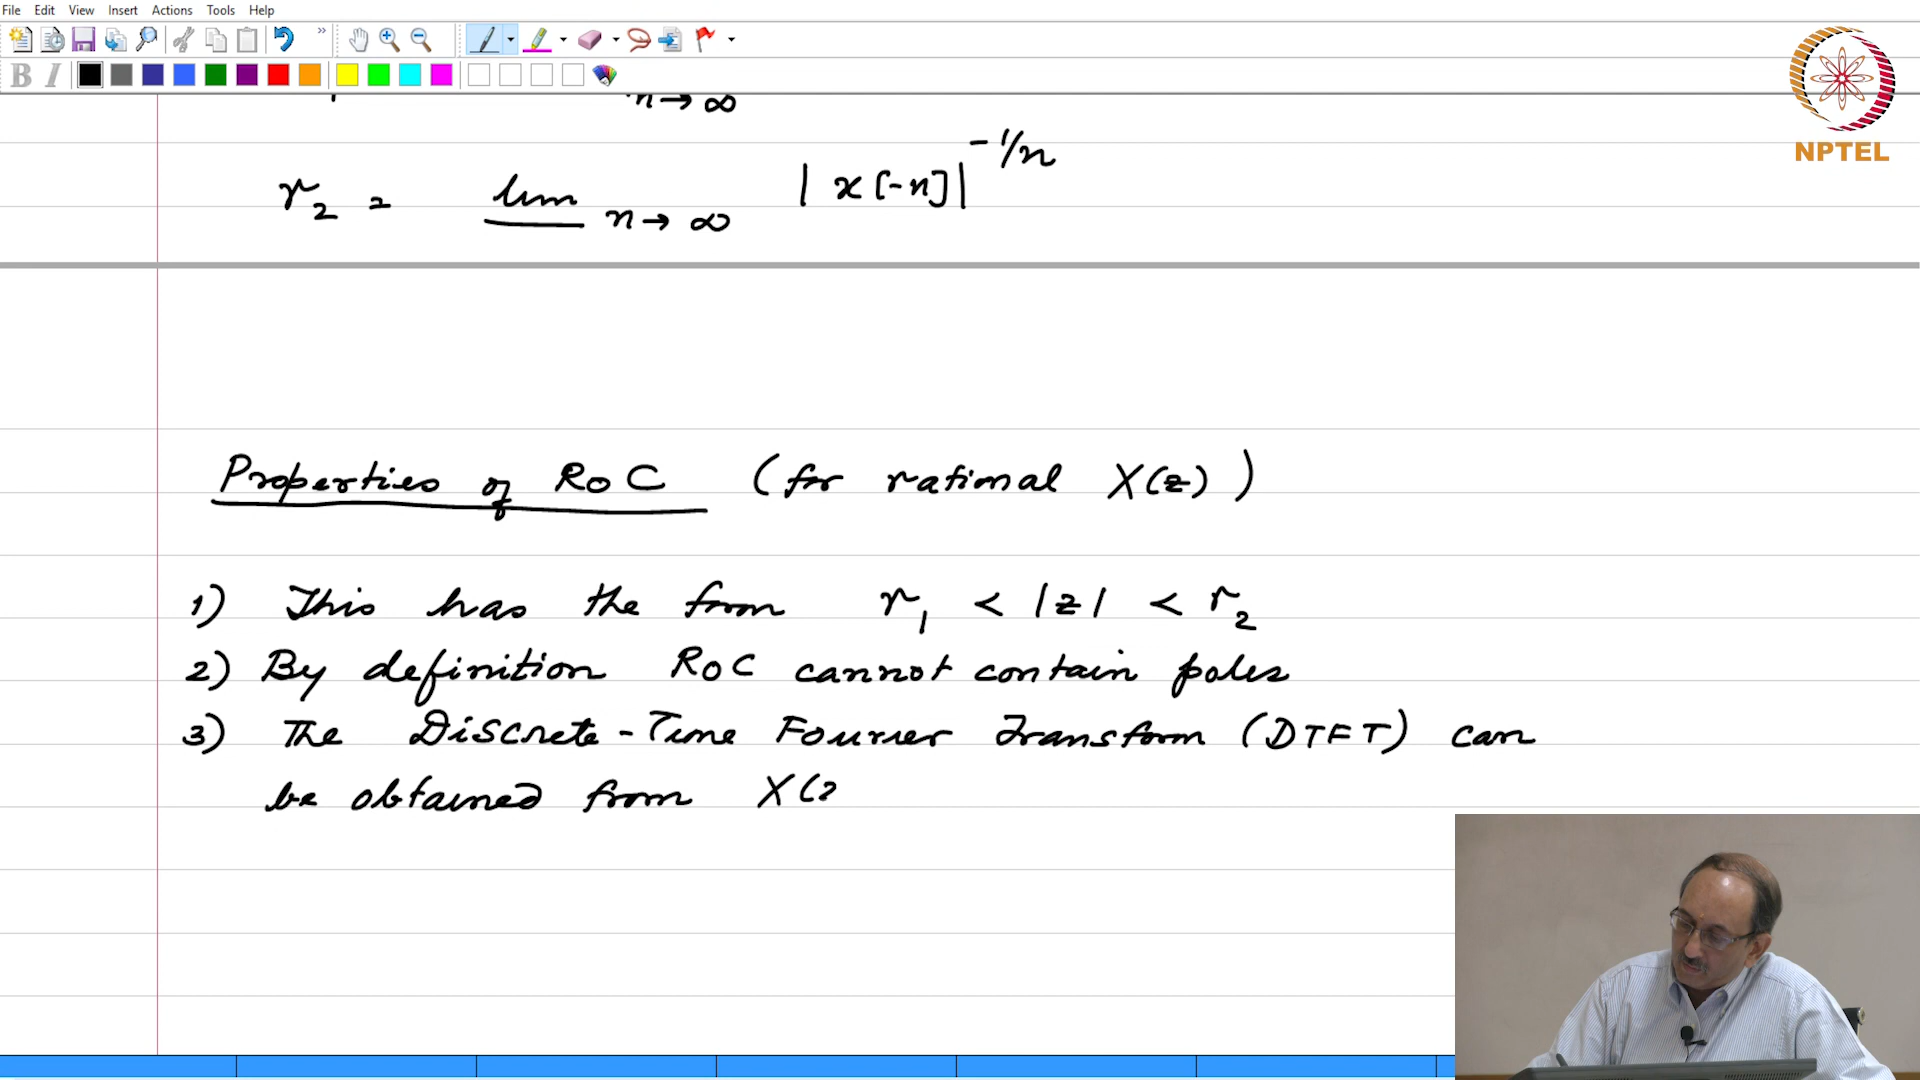 File Edit View Insert Actions Tools Help
B I
NPTEL
n → ∞
r₂ = lim n → ∞ | x[-n] |^{-1/n}
Properties of RoC (for rational X(z))
1) This has the form r₁ < |z| < r₂
2) By definition RoC cannot contain poles
3) The Discrete-Time Fourier Transform (DTFT) can
be obtained from X(z